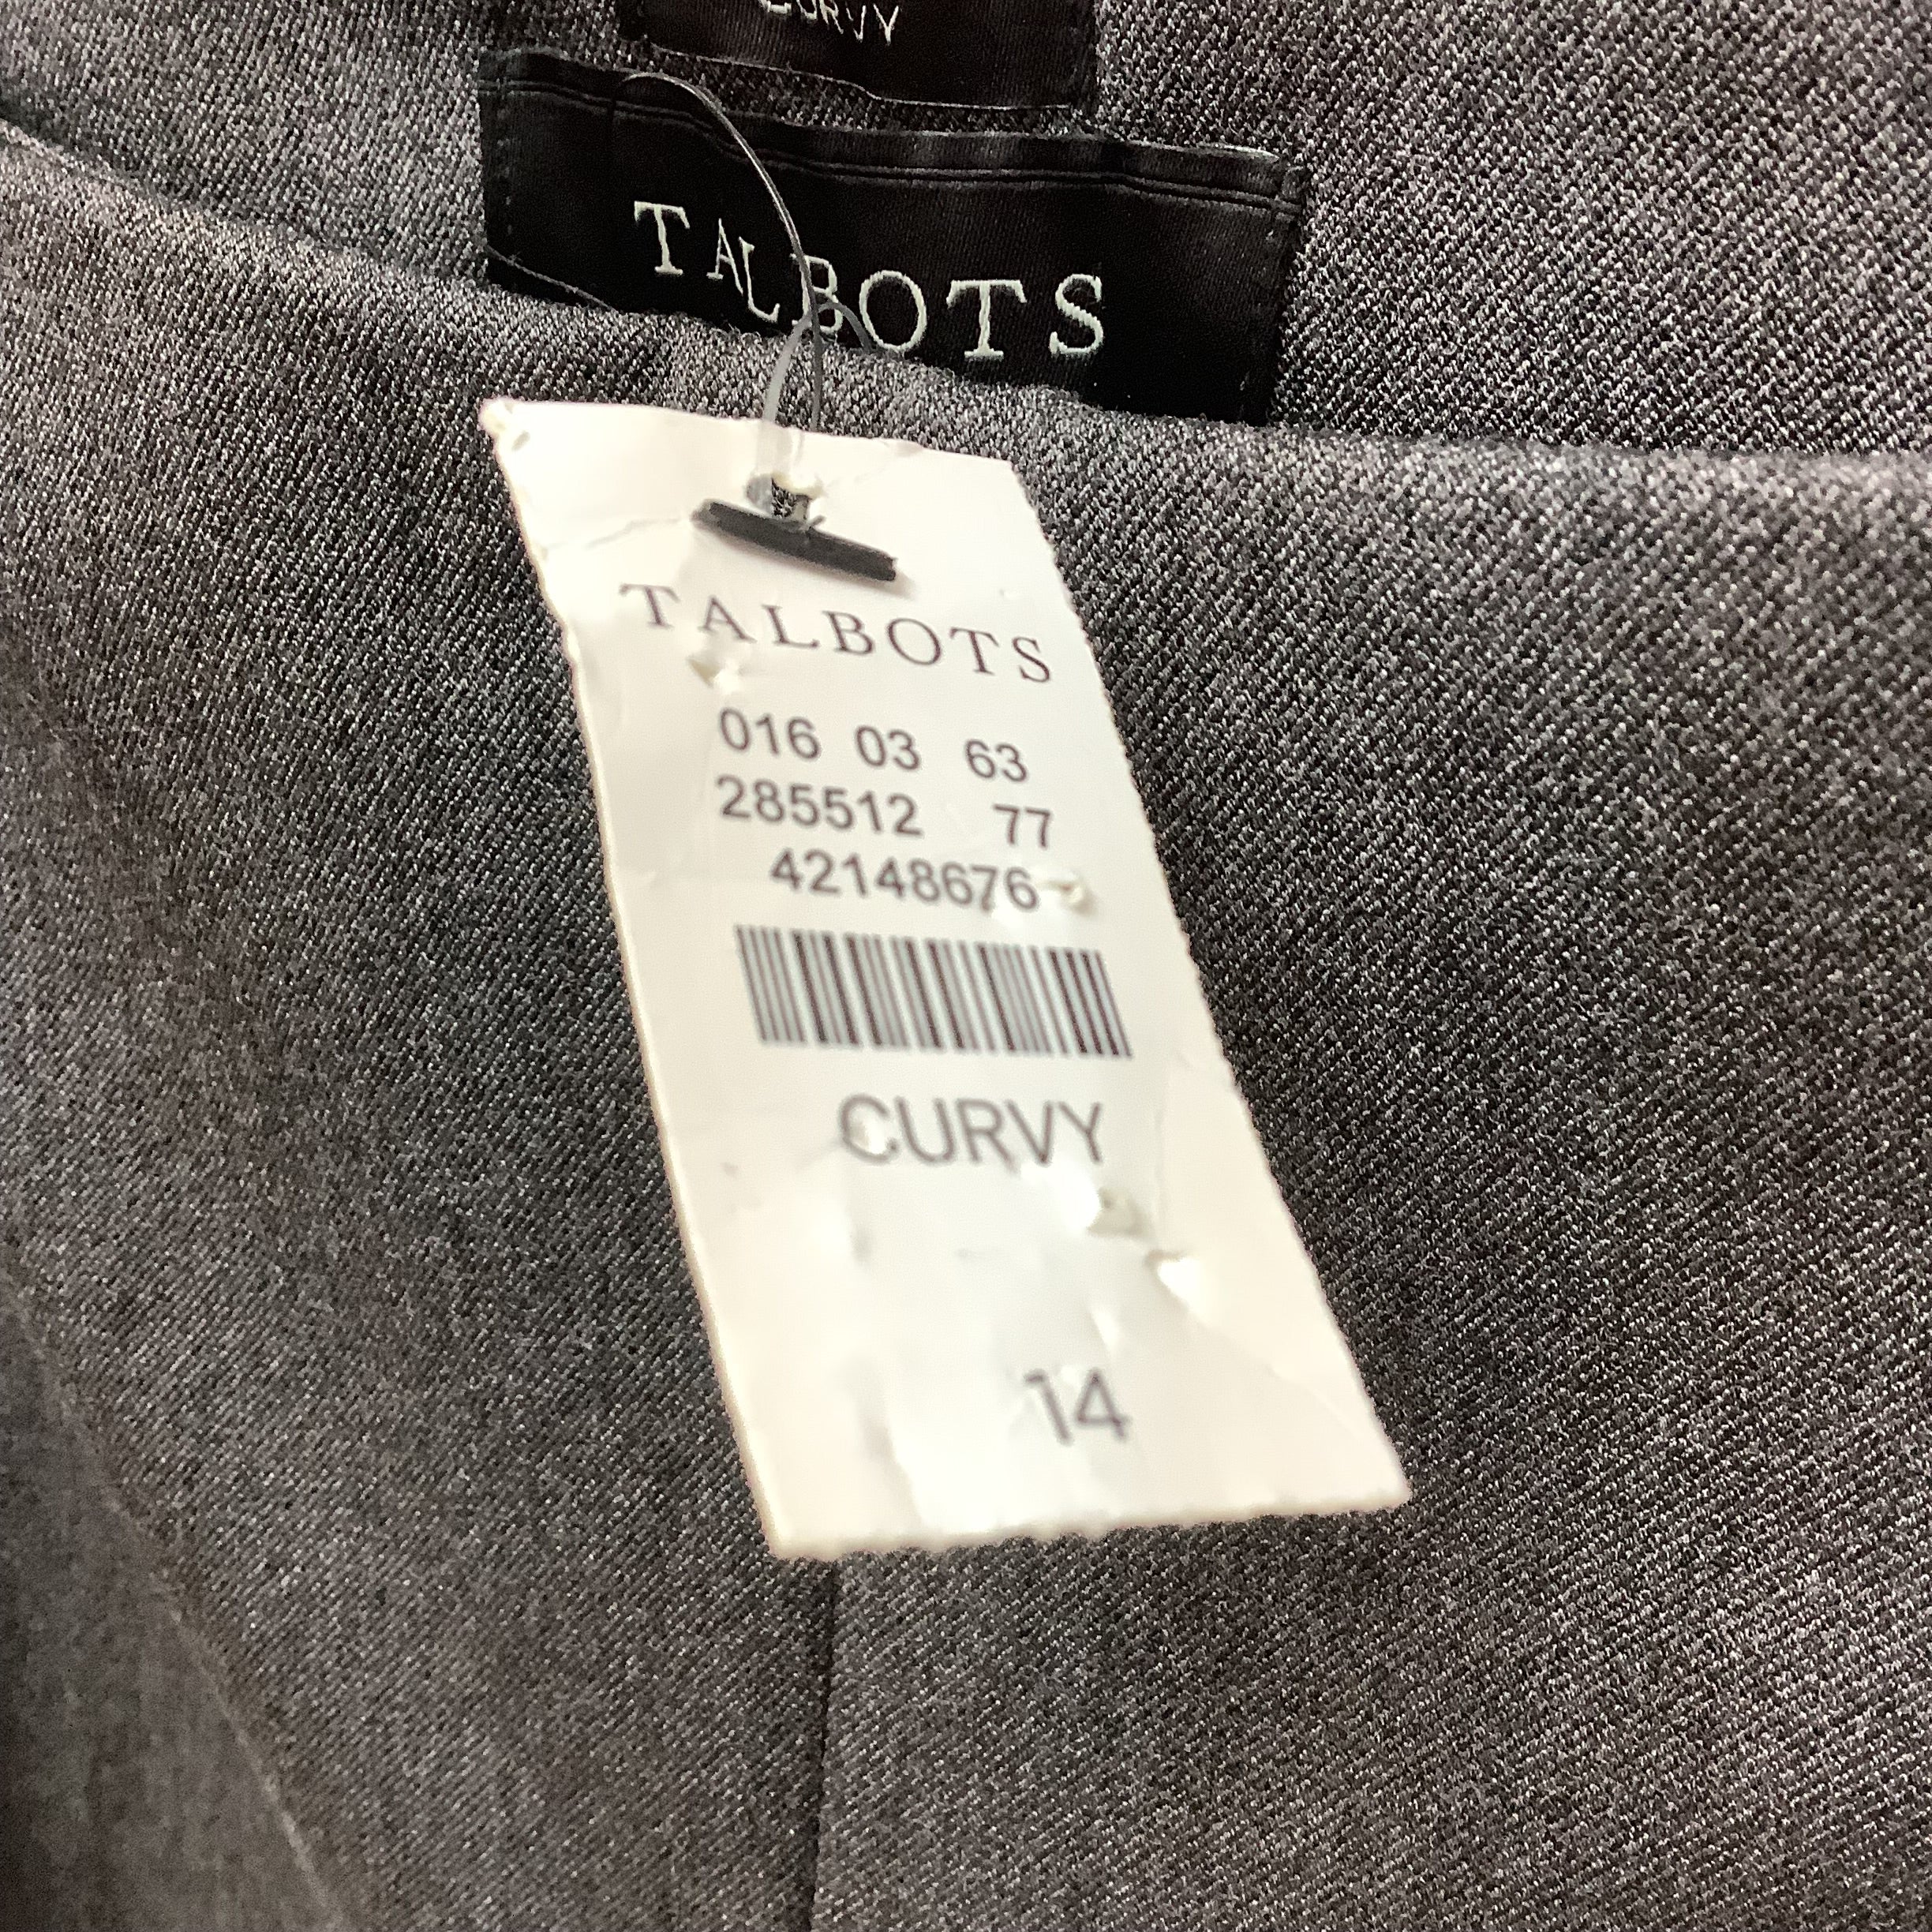 CURVY
TALBOTS
TALBOTS
016 03 63
285512 77
42148676
CURVY
14